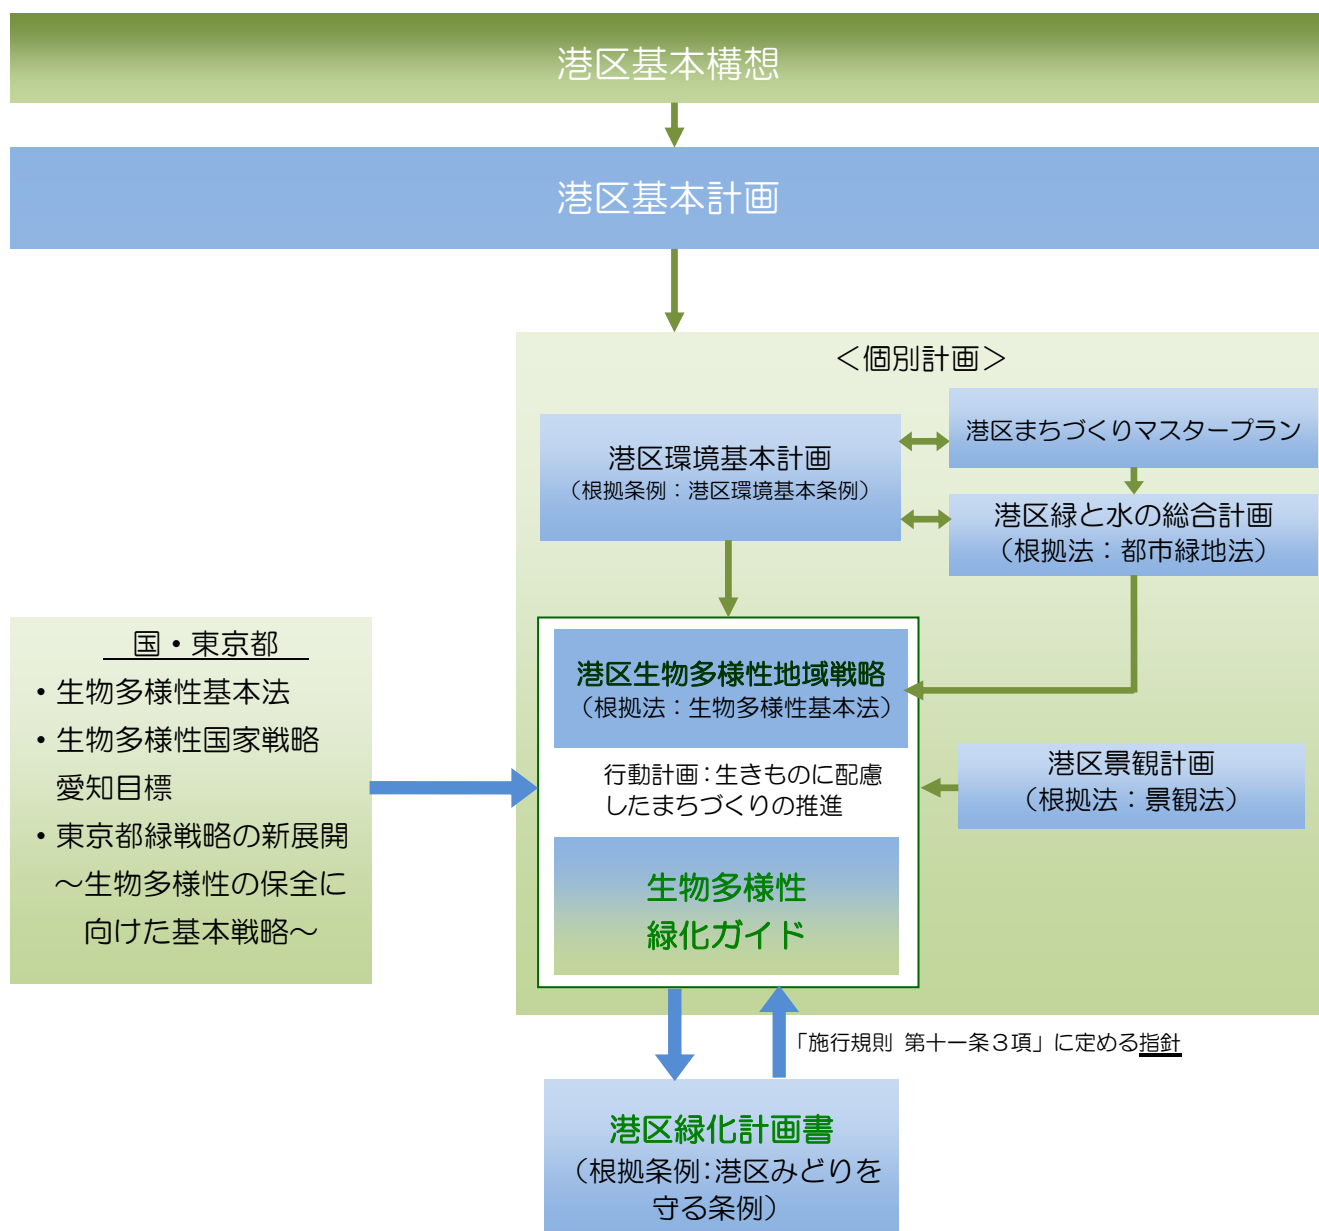 港区基本構想
港区基本計画
＜個別計画＞
港区環境基本計画
（根拠条例：港区環境基本条例）
港区まちづくりマスタープラン
港区緑と水の総合計画
（根拠法：都市緑地法）
国・東京都
・生物多様性基本法
・生物多様性国家戦略
愛知目標
・東京都緑戦略の新展開
～生物多様性の保全に
向けた基本戦略～
港区生物多様性地域戦略
（根拠法：生物多様性基本法）
行動計画：生きものに配慮
したまちづくりの推進
生物多様性
緑化ガイド
港区景観計画
（根拠法：景観法）
「施行規則 第十一条３項」に定める指針
港区緑化計画書
（根拠条例：港区みどりを
守る条例）